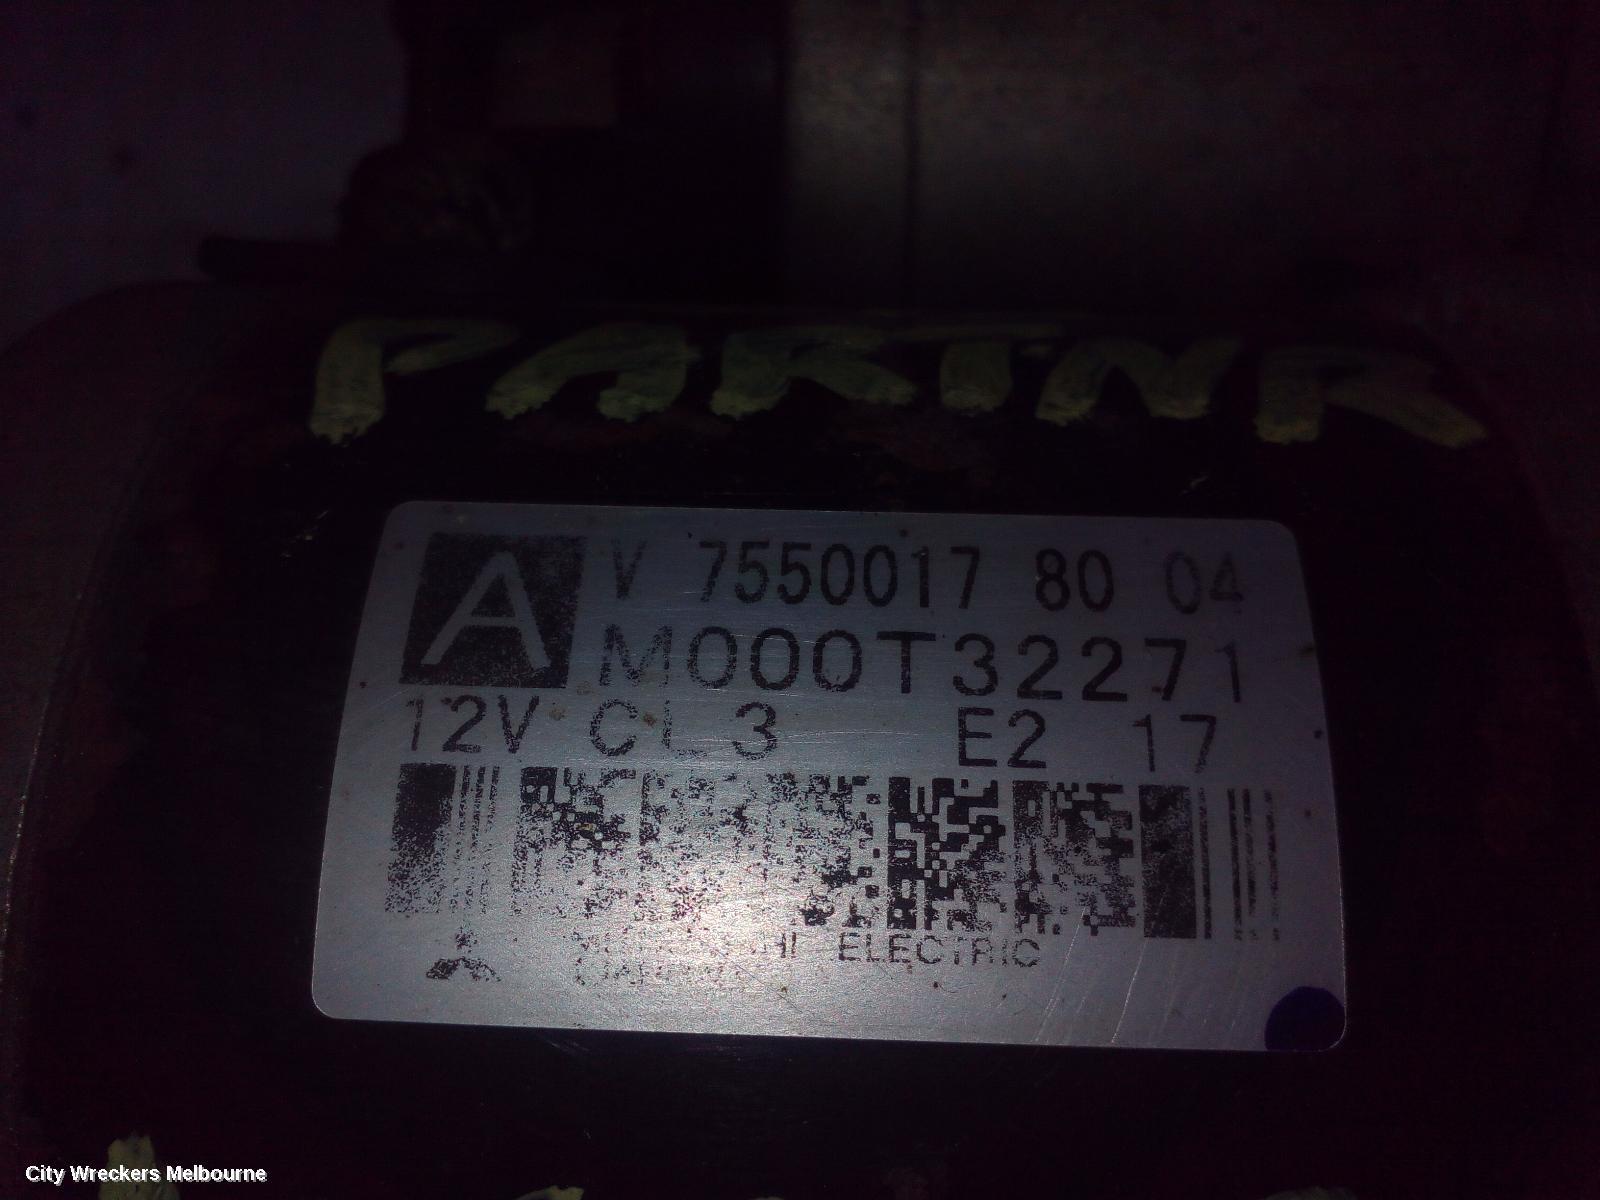 PARTNR
A
V 7550017 80 04
M000T32271
12V CL3 E2 17
ELECTRIC
City Wreckers Melbourne